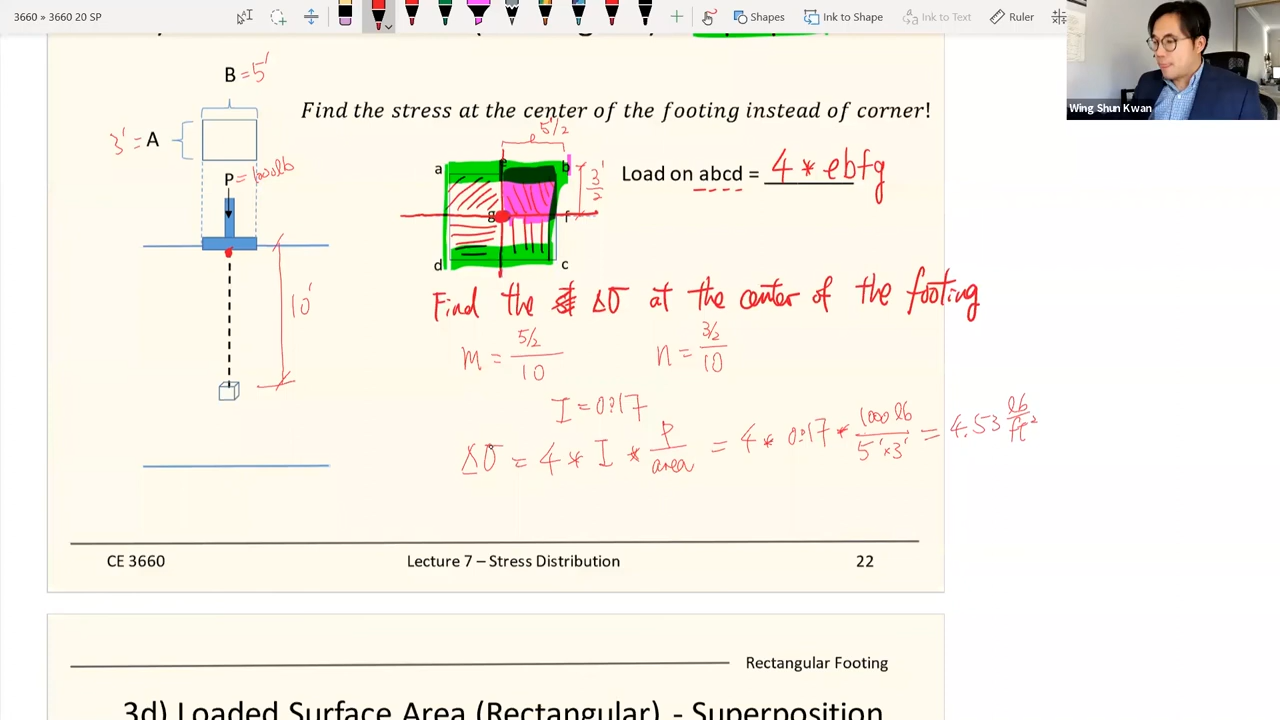 3660 » 3660 20 SP
Shapes
Ink to Shape
Ink to Text
Ruler
Wing Shun Kwan
B = 5'
3' = A
P = 1000 lb
10'
Find the stress at the center of the footing instead of corner!
5'/2
a e b
3'/2
g f
d c
Load on abcd = 4 * ebfg
Find the Δσ at the center of the footing
m = 5/2 / 10 n = 3/2 / 10
I = 0.017
Δσ = 4 * I * P/area = 4 * 0.017 * 1000 lb / 5' x 3' = 4.53 lb/ft²
CE 3660 Lecture 7 – Stress Distribution 22
Rectangular Footing
3d) Loaded Surface Area (Rectangular) - Superposition